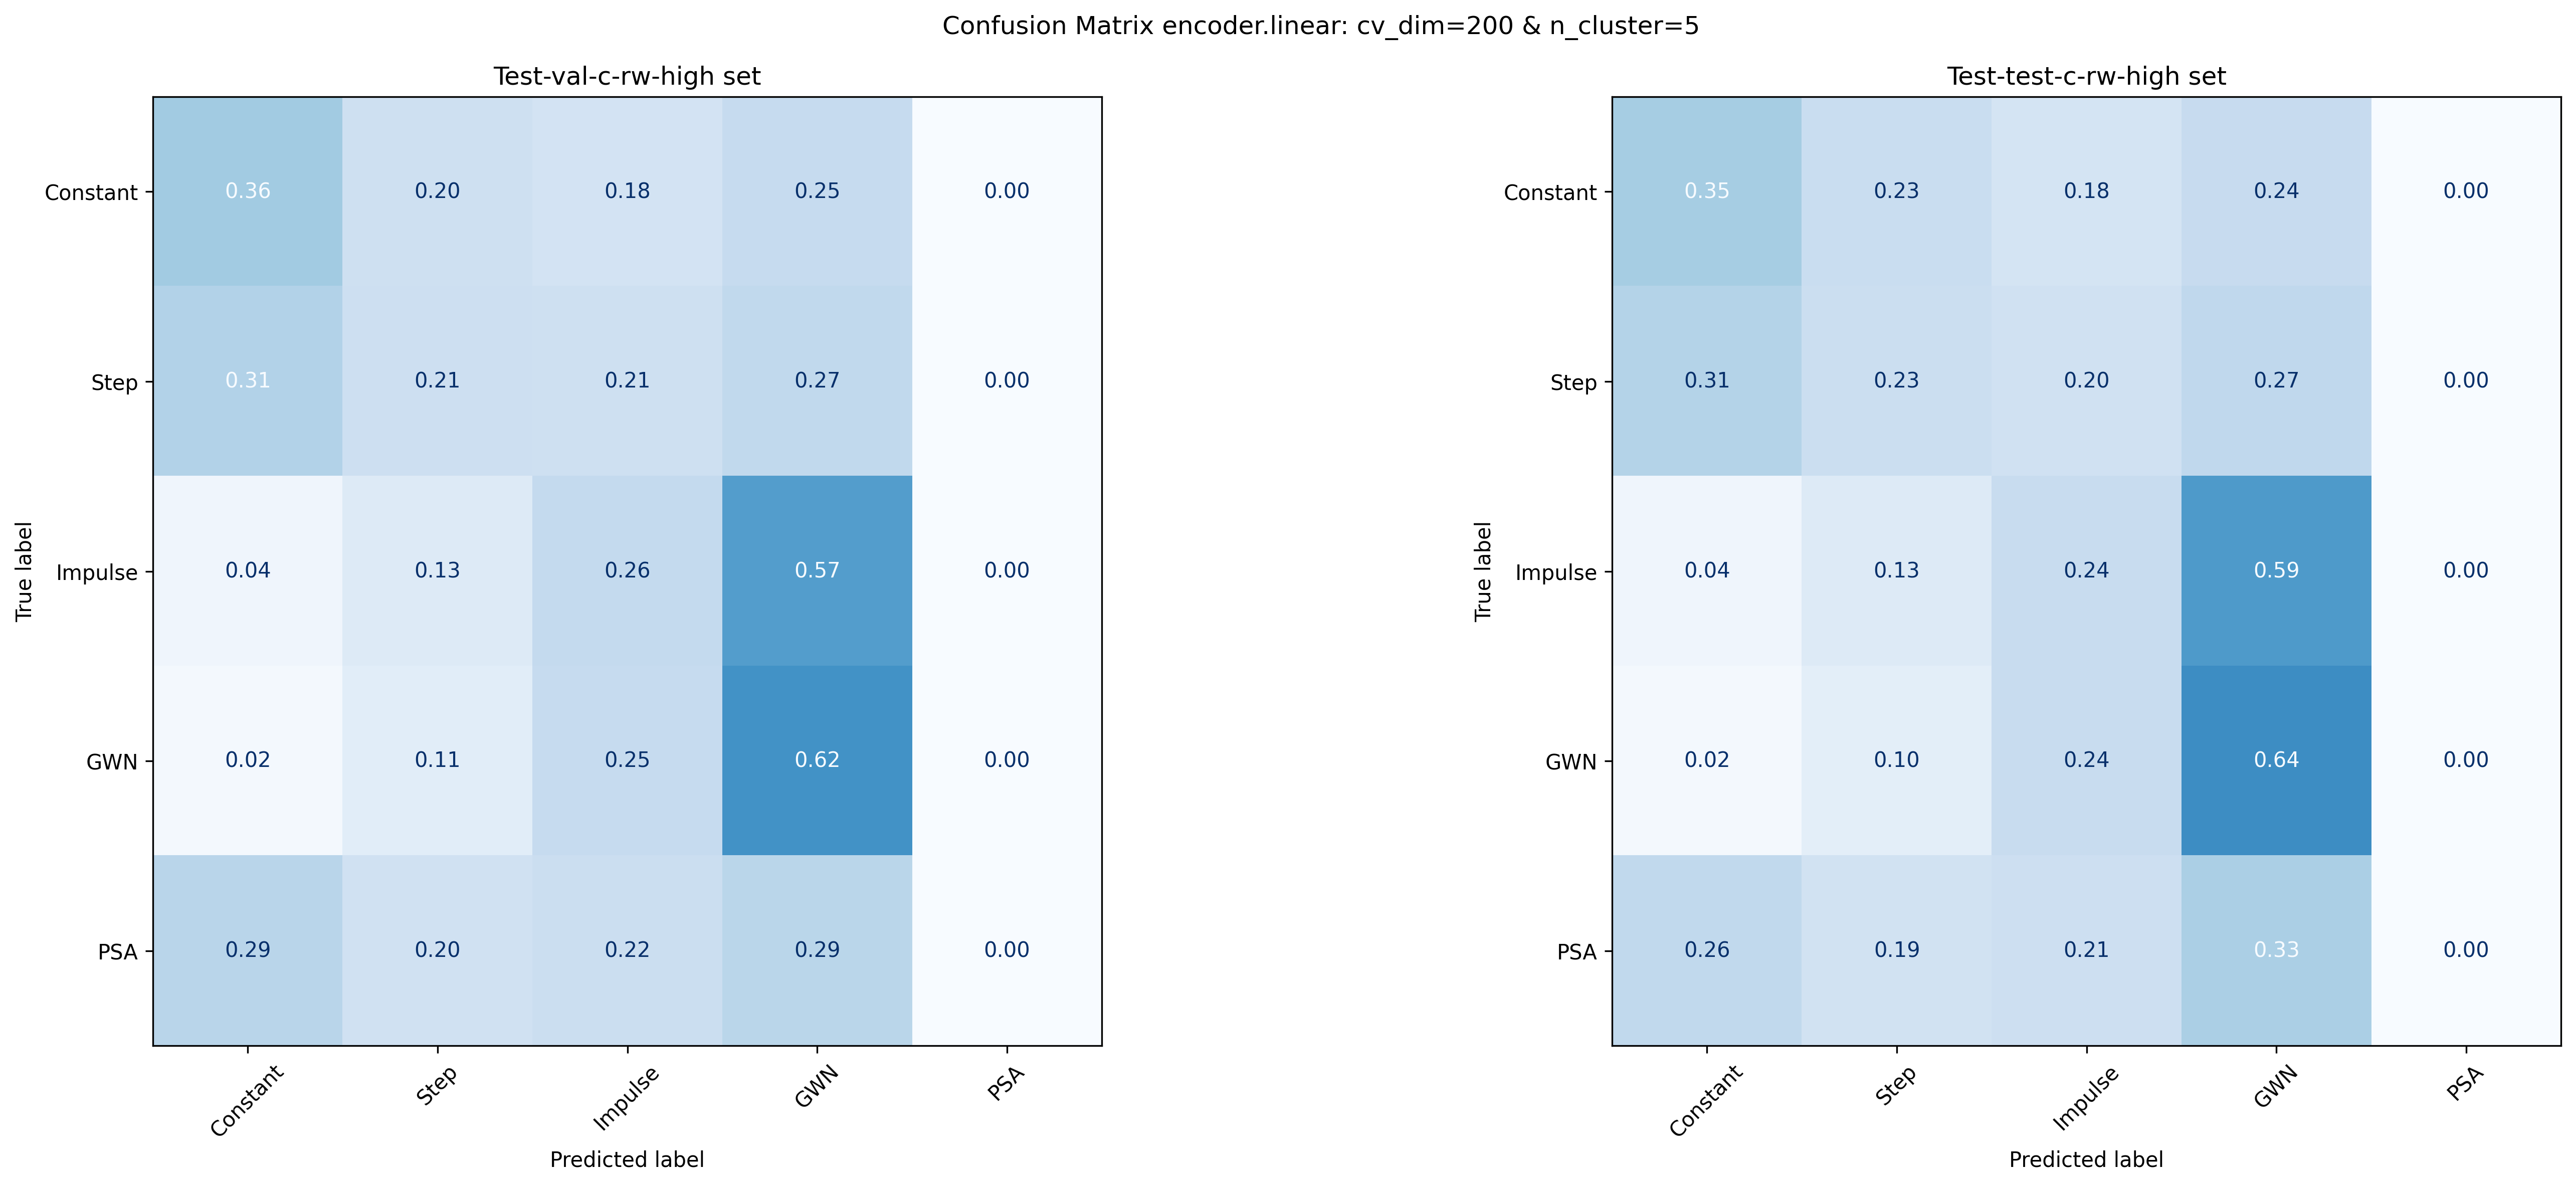 Confusion Matrix encoder.linear: cv_dim=200 & n_cluster=5
Test-val-c-rw-high set
Constant 0.36 0.20 0.18 0.25 0.00
Step 0.31 0.21 0.21 0.27 0.00
Impulse 0.04 0.13 0.26 0.57 0.00
GWN 0.02 0.11 0.25 0.62 0.00
PSA 0.29 0.20 0.22 0.29 0.00
True label
Constant Step Impulse GWN PSA
Predicted label
Test-test-c-rw-high set
Constant 0.35 0.23 0.18 0.24 0.00
Step 0.31 0.23 0.20 0.27 0.00
Impulse 0.04 0.13 0.24 0.59 0.00
GWN 0.02 0.10 0.24 0.64 0.00
PSA 0.26 0.19 0.21 0.33 0.00
True label
Constant Step Impulse GWN PSA
Predicted label